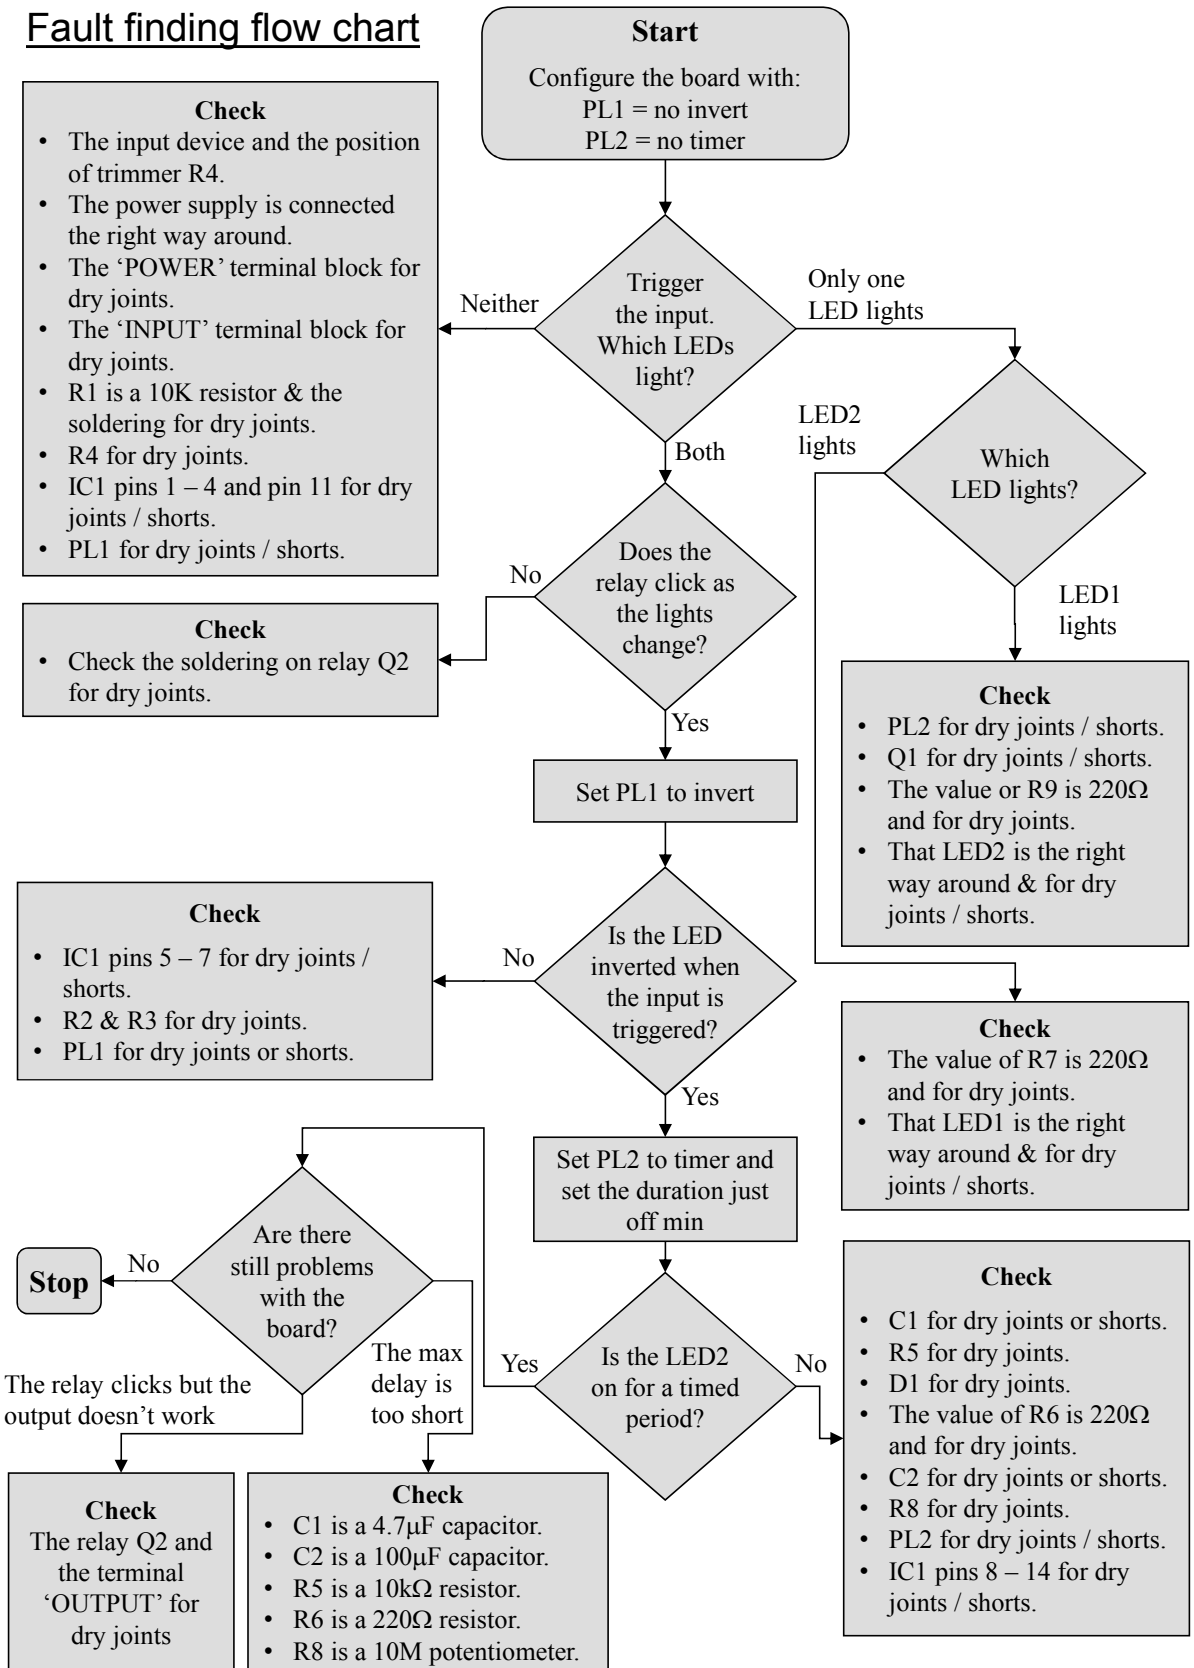 Fault finding flow chart
Start
Configure the board with:
PL1 = no invert
PL2 = no timer
Check
• The input device and the position
of trimmer R4.
• The power supply is connected
the right way around.
• The ‘POWER’ terminal block for
dry joints.
• The ‘INPUT’ terminal block for
dry joints.
• R1 is a 10K resistor & the
soldering for dry joints.
• R4 for dry joints.
• IC1 pins 1 – 4 and pin 11 for dry
joints / shorts.
• PL1 for dry joints / shorts.
Neither
Trigger
the input.
Which LEDs
light?
Only one
LED lights
Both
LED2
lights
Which
LED lights?
LED1
lights
Does the
relay click as
the lights
change?
No
Check
• Check the soldering on relay Q2
for dry joints.
Yes
Check
• PL2 for dry joints / shorts.
• Q1 for dry joints / shorts.
• The value or R9 is 220Ω
and for dry joints.
• That LED2 is the right
way around & for dry
joints / shorts.
Set PL1 to invert
Check
• IC1 pins 5 – 7 for dry joints /
shorts.
• R2 & R3 for dry joints.
• PL1 for dry joints or shorts.
No
Is the LED
inverted when
the input is
triggered?
Yes
Check
• The value of R7 is 220Ω
and for dry joints.
• That LED1 is the right
way around & for dry
joints / shorts.
Set PL2 to timer and
set the duration just
off min
Stop
No
Are there
still problems
with the
board?
The relay clicks but the
output doesn’t work
The max
delay is
too short
Yes
Is the LED2
on for a timed
period?
No
Check
• C1 for dry joints or shorts.
• R5 for dry joints.
• D1 for dry joints.
• The value of R6 is 220Ω
and for dry joints.
• C2 for dry joints or shorts.
• R8 for dry joints.
• PL2 for dry joints / shorts.
• IC1 pins 8 – 14 for dry
joints / shorts.
Check
The relay Q2 and
the terminal
‘OUTPUT’ for
dry joints
Check
• C1 is a 4.7μF capacitor.
• C2 is a 100μF capacitor.
• R5 is a 10kΩ resistor.
• R6 is a 220Ω resistor.
• R8 is a 10M potentiometer.